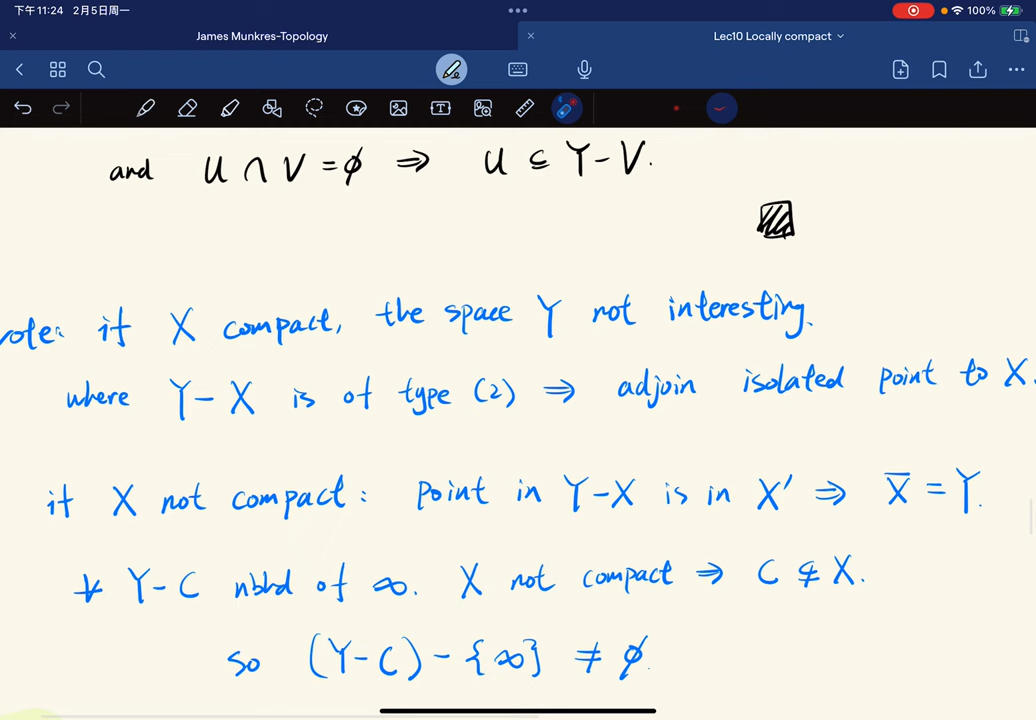 下午11:24 2月5日周一
100%
James Munkres-Topology
Lec10 Locally compact
and U ∩ V = ϕ ⇒ U ⊆ Y - V.
note: if X compact, the space Y not interesting.
where Y - X is of type (2) ⇒ adjoin isolated point to X.
if X not compact: point in Y - X is in X' ⇒ X̄ = Y.
∀ Y - C nbhd of ∞. X not compact ⇒ C ⊊ X.
so (Y - C) - {∞} ≠ ϕ.